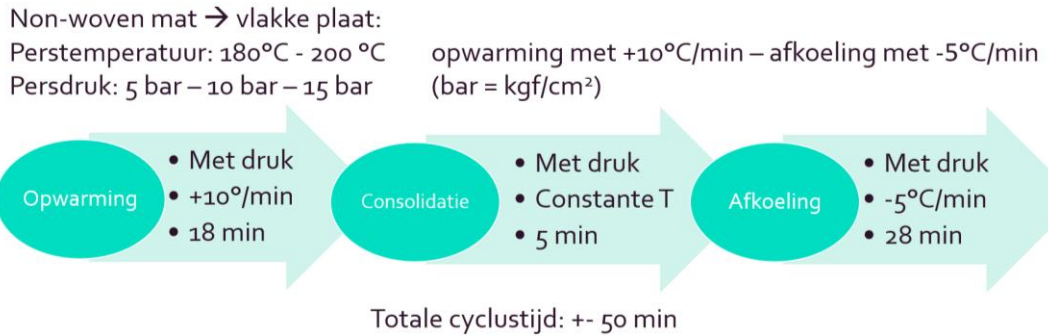 Non-woven mat → vlakke plaat:
Perstemperatuur: 180°C - 200 °C opwarming met +10°C/min – afkoeling met -5°C/min
Persdruk: 5 bar – 10 bar – 15 bar (bar = kgf/cm²)
Opwarming
• Met druk
• +10°/min
• 18 min
Consolidatie
• Met druk
• Constante T
• 5 min
Afkoeling
• Met druk
• -5°C/min
• 28 min
Totale cyclustijd: +- 50 min